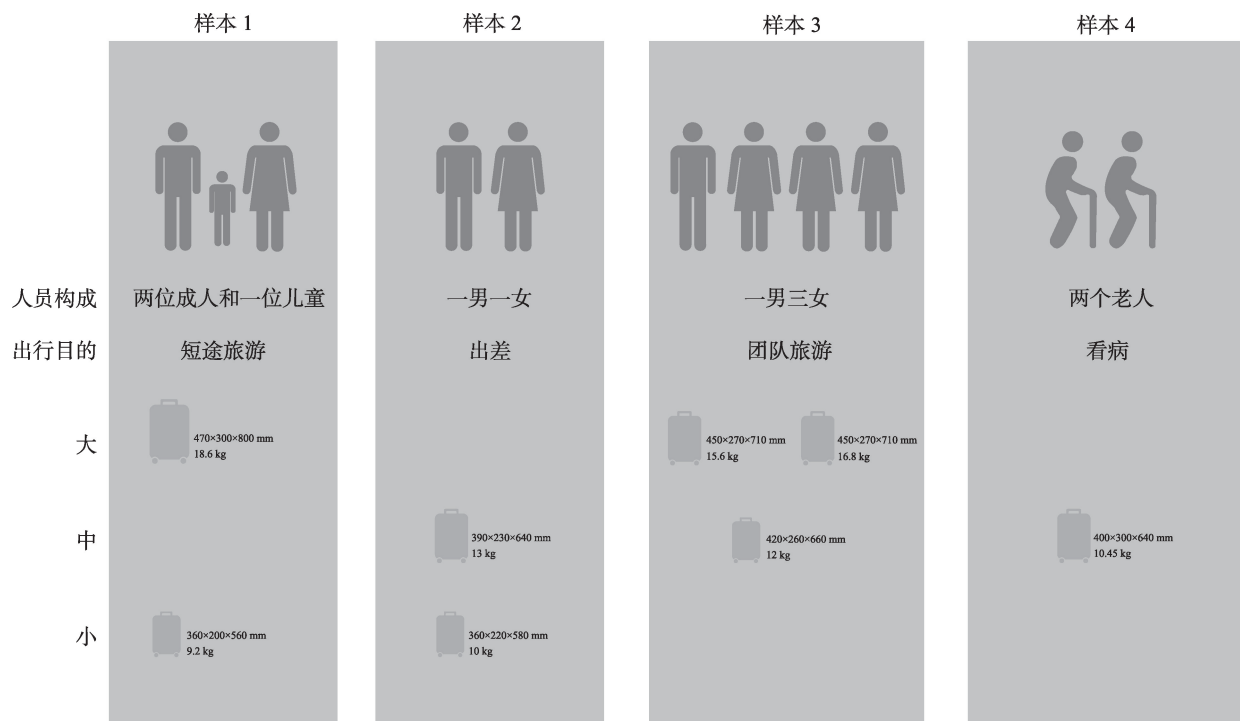 样本 1
样本 2
样本 3
样本 4
人员构成
两位成人和一位儿童
一男一女
一男三女
两个老人
出行目的
短途旅游
出差
团队旅游
看病
大
470×300×800 mm
18.6 kg
450×270×710 mm
15.6 kg
450×270×710 mm
16.8 kg
中
390×230×640 mm
13 kg
420×260×660 mm
12 kg
400×300×640 mm
10.45 kg
小
360×200×560 mm
9.2 kg
360×220×580 mm
10 kg